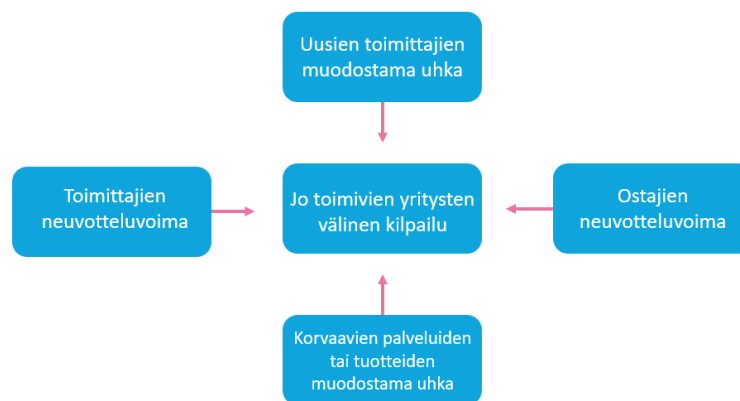 Uusien toimittajien
muodostama uhka
Toimittajien
neuvotteluvoima
Jo toimivien yritysten
välinen kilpailu
Ostajien
neuvotteluvoima
Korvaavien palveluiden
tai tuotteiden
muodostama uhka